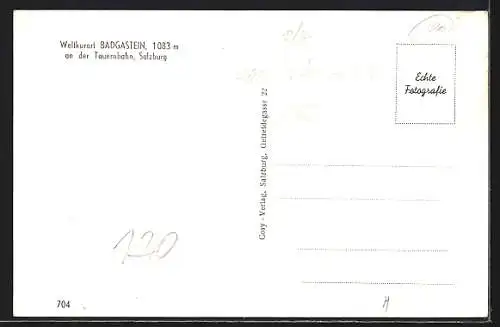 Weltkurort BADGASTEIN, 1083 m
an der Tauernbahn, Salzburg
Echte
Fotografie
Cosy-Verlag, Salzburg, Getreidegasse 22
120
704
H